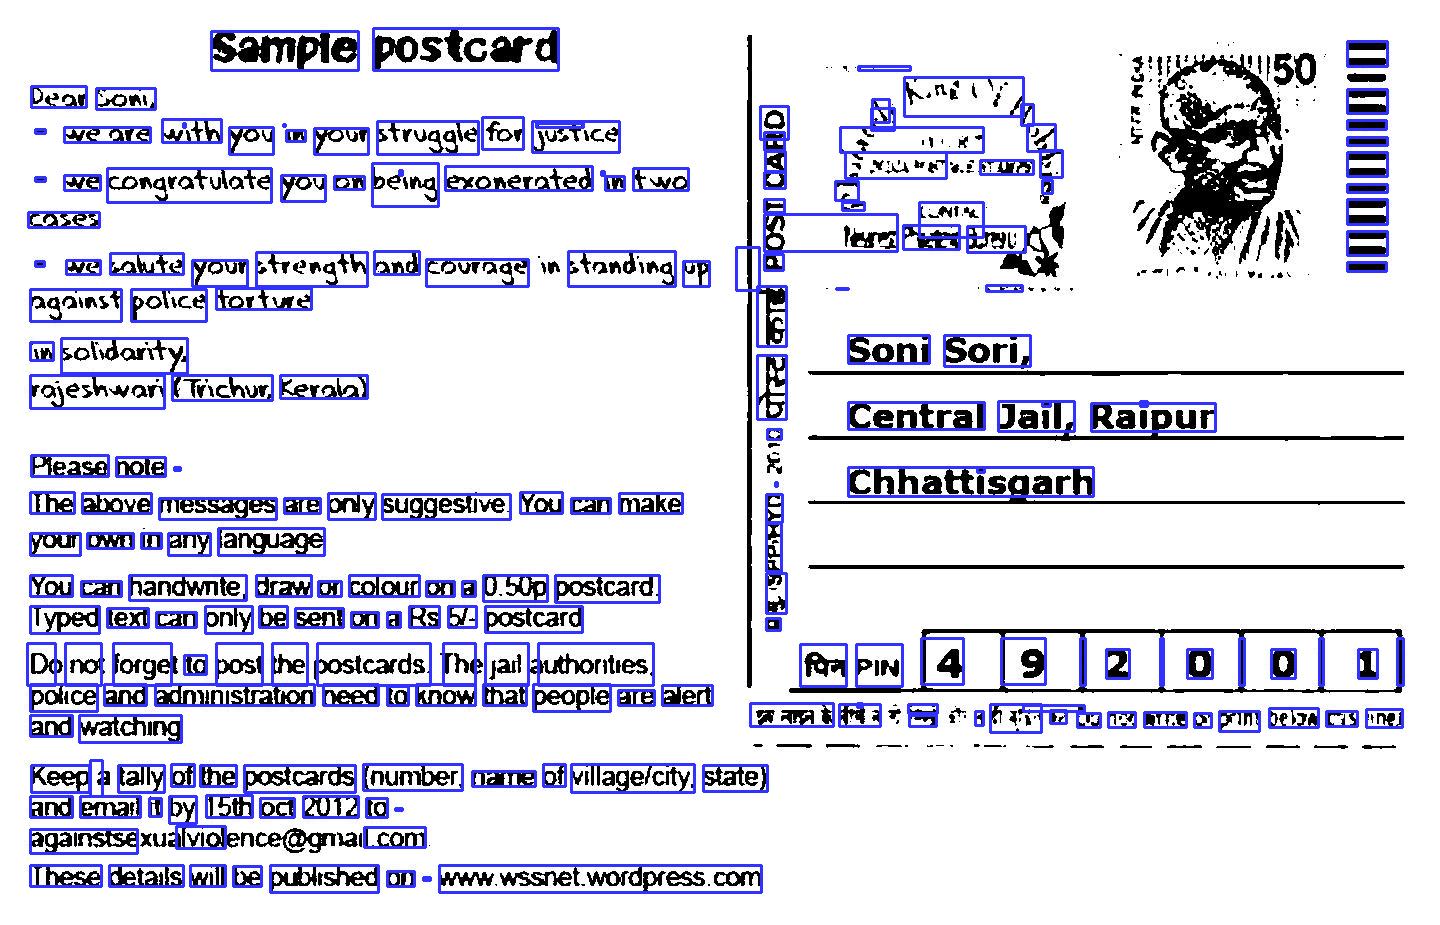 Sample postcard
Dear Soni,
- we are with you in your struggle for justice
- we congratulate you on being exonerated in two
cases
- we salute your strength and courage in standing up
against police torture
in solidarity,
rajeshwari (Trichur, Kerala)
Please note -
The above messages are only suggestive. You can make
your own in any language
You can handwrite, draw or colour on a 0.50p postcard.
Typed text can only be sent on a Rs 5/- postcard
Do not forget to post the postcards. The jail authorities,
police and administration need to know that people are alert
and watching
Keep a tally of the postcards (number, name of village/city, state)
and email it by 15th oct 2012 to -
againstsexualviolence@gmail.com
These details will be published on - www.wssnet.wordpress.com
पोस्ट कार्ड POST CARD
50
Soni Sori,
Central Jail, Raipur
Chhattisgarh
पिन PIN 4 9 2 0 0 1
write or print below this line